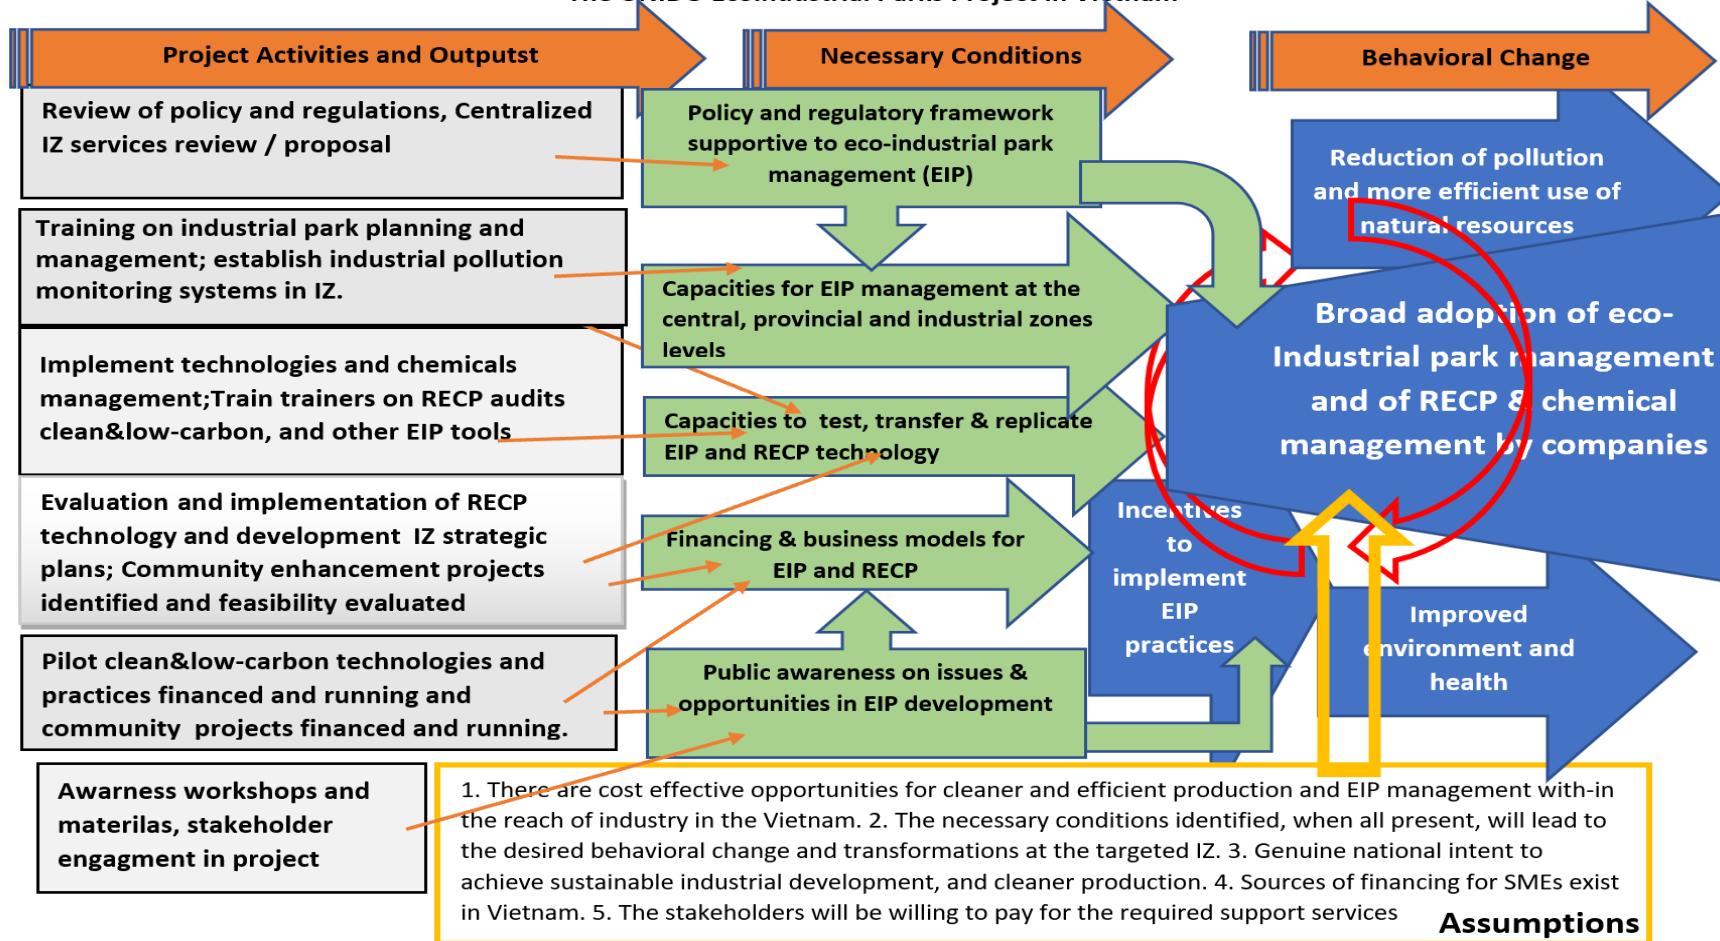 The UNIDO Ecoindustrial Parks Project in Vietnam
Project Activities and Outputst
Necessary Conditions
Behavioral Change
Review of policy and regulations, Centralized
IZ services review / proposal
Training on industrial park planning and
management; establish industrial pollution
monitoring systems in IZ.
Implement technologies and chemicals
management;Train trainers on RECP audits
clean&low-carbon, and other EIP tools
Evaluation and implementation of RECP
technology and development IZ strategic
plans; Community enhancement projects
identified and feasibility evaluated
Pilot clean&low-carbon technologies and
practices financed and running and
community projects financed and running.
Awarness workshops and
materilas, stakeholder
engagment in project
Policy and regulatory framework
supportive to eco-industrial park
management (EIP)
Capacities for EIP management at the
central, provincial and industrial zones
levels
Capacities to test, transfer & replicate
EIP and RECP technology
Financing & business models for
EIP and RECP
Public awareness on issues &
opportunities in EIP development
Reduction of pollution
and more efficient use of
natural resources
Broad adoption of eco-
Industrial park management
and of RECP & chemical
management by companies
Incentives
to
implement
EIP
practices
Improved
environment and
health
1. There are cost effective opportunities for cleaner and efficient production and EIP management with-in
the reach of industry in the Vietnam. 2. The necessary conditions identified, when all present, will lead to
the desired behavioral change and transformations at the targeted IZ. 3. Genuine national intent to
achieve sustainable industrial development, and cleaner production. 4. Sources of financing for SMEs exist
in Vietnam. 5. The stakeholders will be willing to pay for the required support services
Assumptions